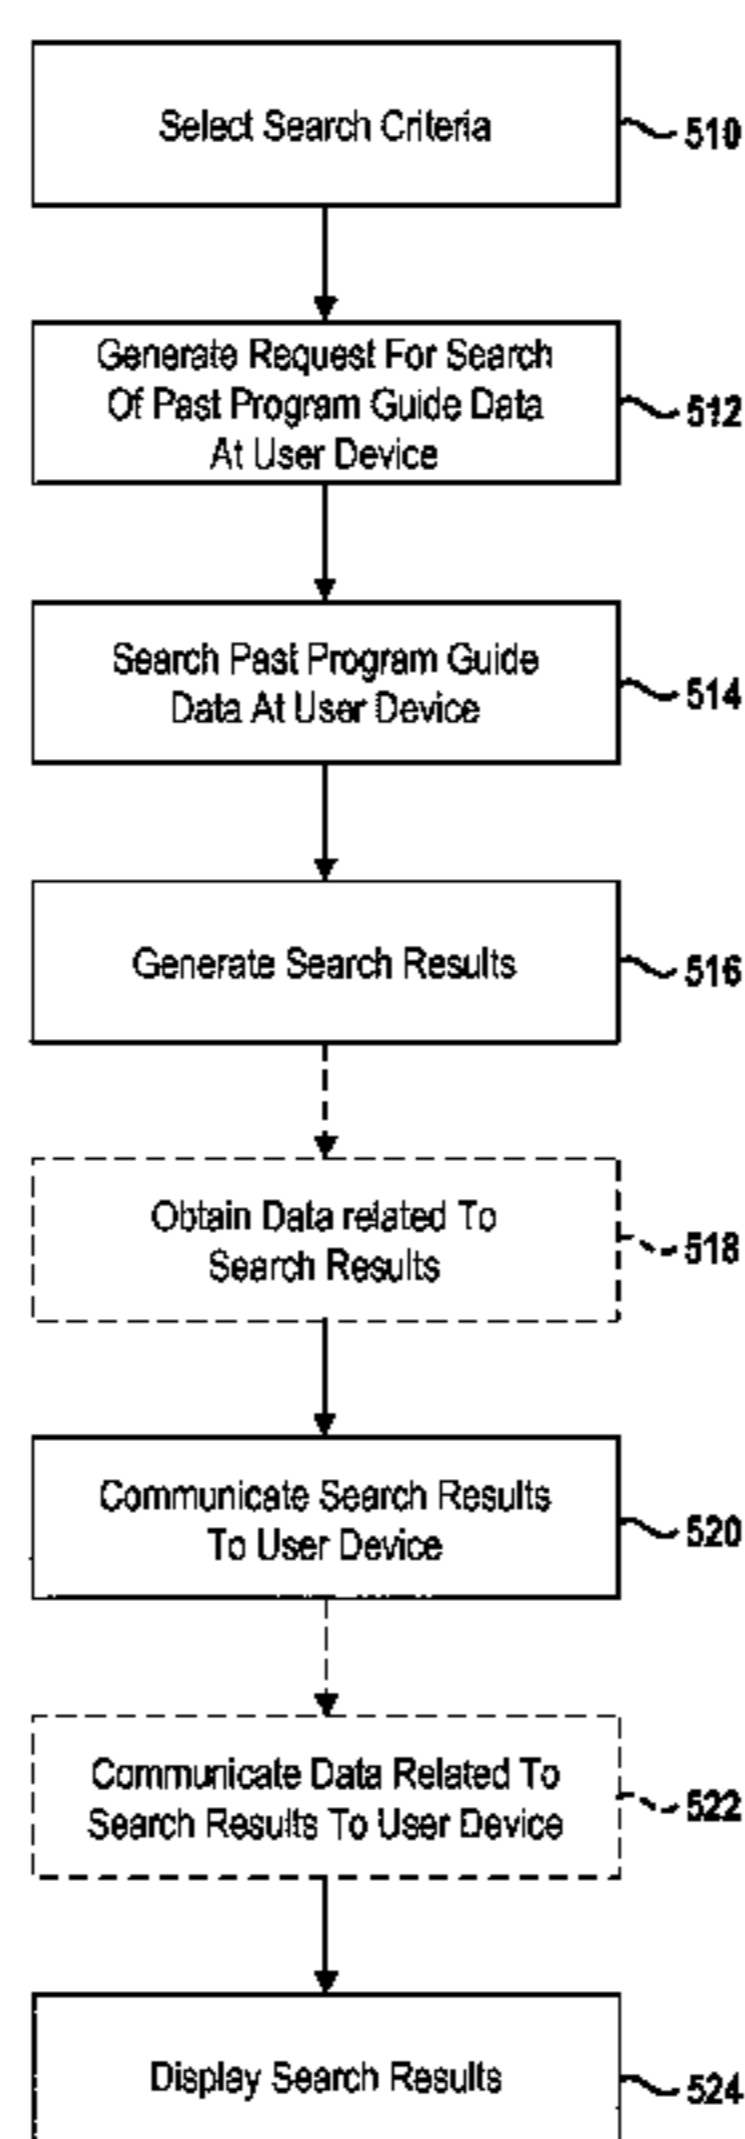 Select Search Criteria
510
Generate Request For Search
Of Past Program Guide Data
At User Device
512
Search Past Program Guide
Data At User Device
514
Generate Search Results
516
Obtain Data related To
Search Results
518
Communicate Search Results
To User Device
520
Communicate Data Related To
Search Results To User Device
522
Display Search Results
524